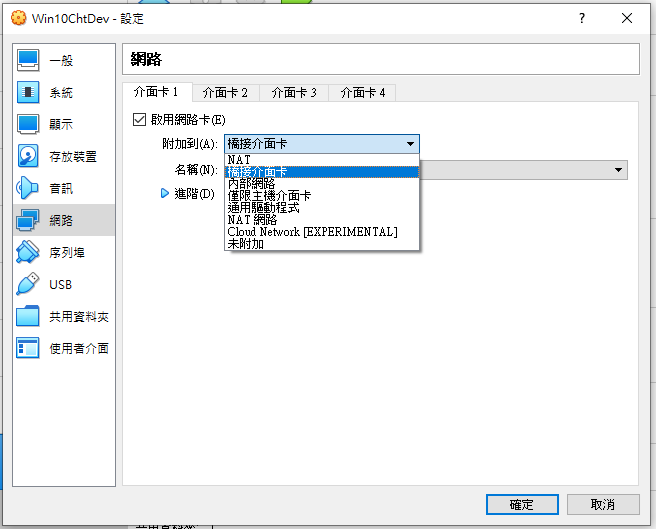 Win10ChtDev - 設定
?
一般
系統
顯示
存放裝置
音訊
網路
序列埠
USB
共用資料夾
使用者介面
網路
介面卡 1
介面卡 2
介面卡 3
介面卡 4
啟用網路卡(E)
附加到(A):
橋接介面卡
NAT
橋接介面卡
內部網路
僅限主機介面卡
通用驅動程式
NAT 網路
Cloud Network [EXPERIMENTAL]
未附加
名稱(N):
進階(D)
確定
取消